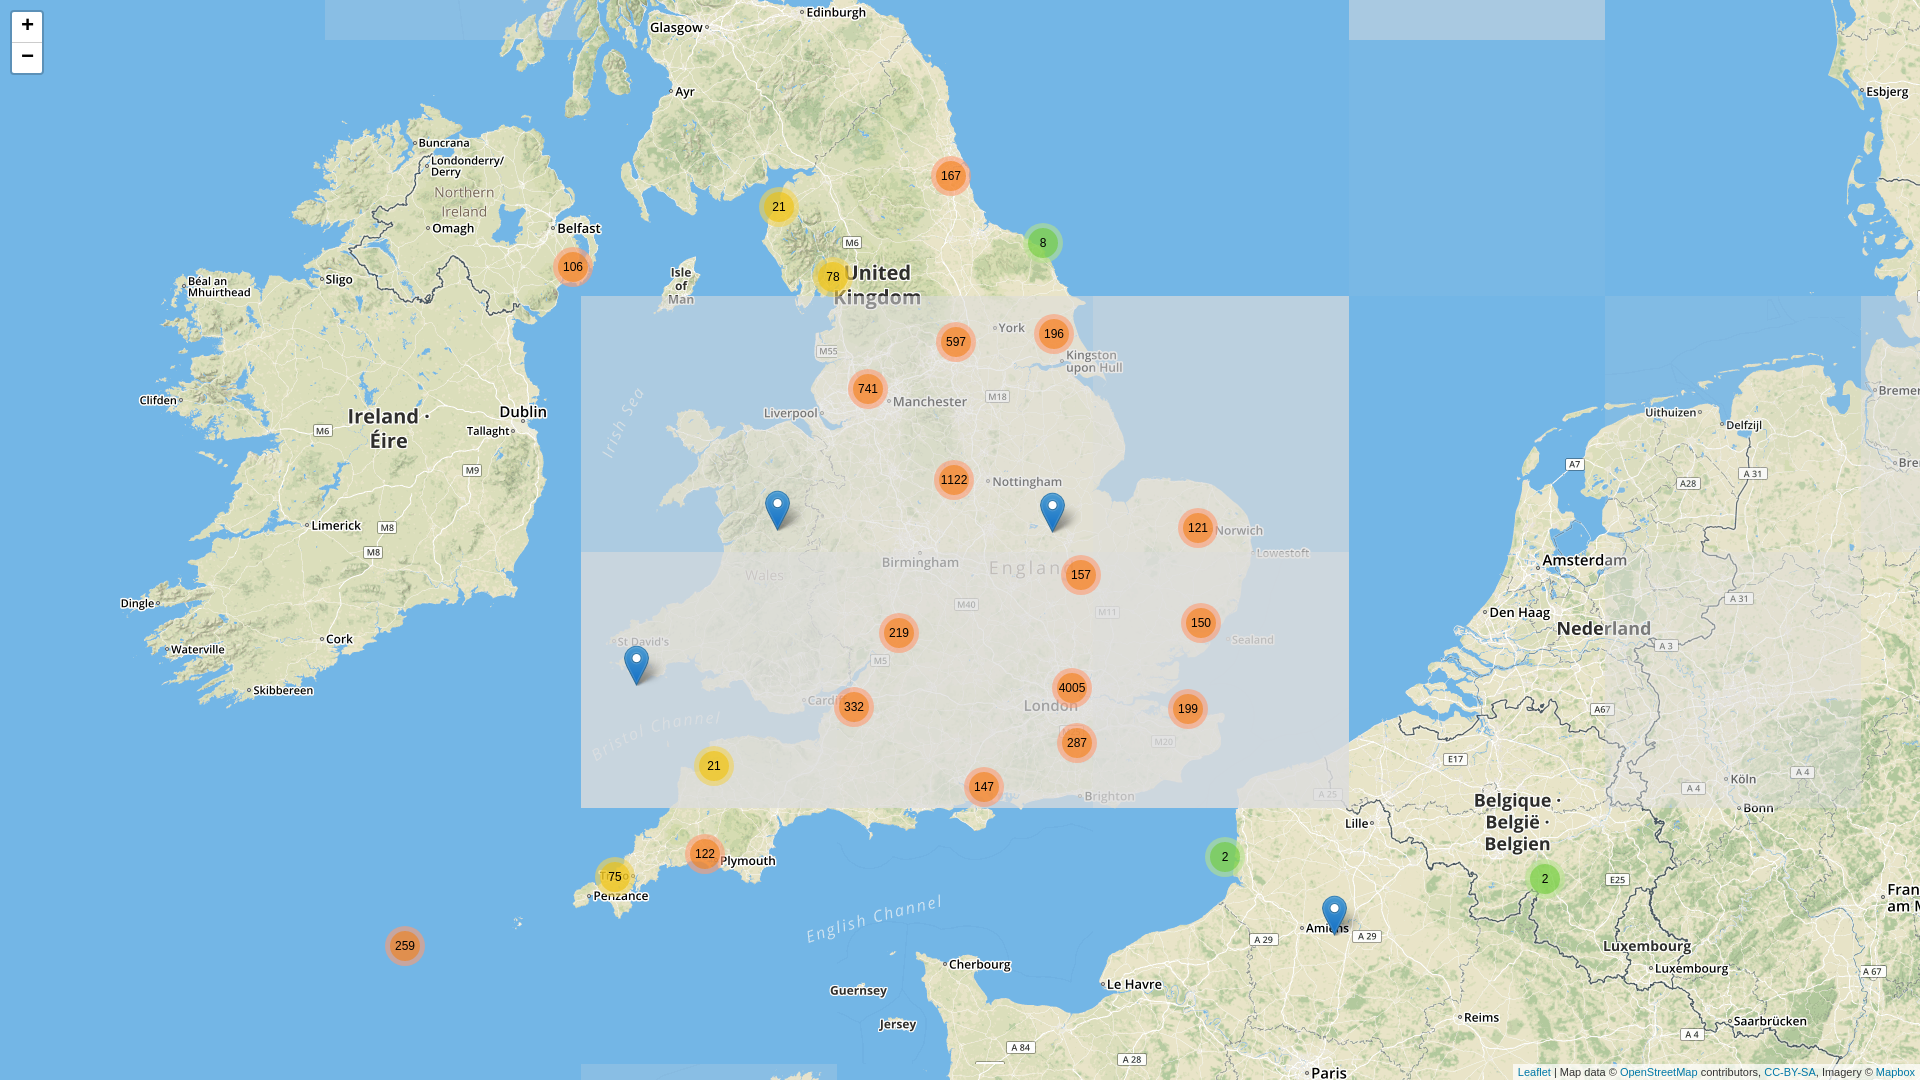 +
−
Edinburgh
Glasgow
Ayr
Esbjerg
Buncrana
Londonderry/
Derry
Northern
Ireland
Omagh
Belfast
167
21
M6
8
106
78
United
Kingdom
Isle
of
Man
Sligo
Béal an
Mhuirthead
York
196
597
M55
Kingston
upon Hull
741
Manchester
M18
Liverpool
Irish Sea
Clifden
Ireland ·
Éire
M6
Dublin
Tallaght
M9
Uithuizen
Delfzijl
A7
A 31
A28
1122
Nottingham
Limerick
M8
M8
121
Norwich
Lowestoft
Birmingham
Wales
157
Amsterdam
Dingle
M40
M11
A 31
Den Haag
Nederland
219
150
Sealand
St David's
Cork
Waterville
M5
A 3
Skibbereen
4005
London
332
199
A67
Bristol Channel
287
M20
E17
21
147
Brighton
A 25
Köln
A 4
A 4
Bonn
Belgique ·
België ·
Belgien
Lille
122
Plymouth
2
75
Penzance
2
E25
English Channel
259
A 29
A 29
Luxembourg
Luxembourg
A 67
Cherbourg
Le Havre
Guernsey
Jersey
Reims
Saarbrücken
A 4
A 84
A 28
Paris
Leaflet | Map data © OpenStreetMap contributors, CC-BY-SA, Imagery © Mapbox